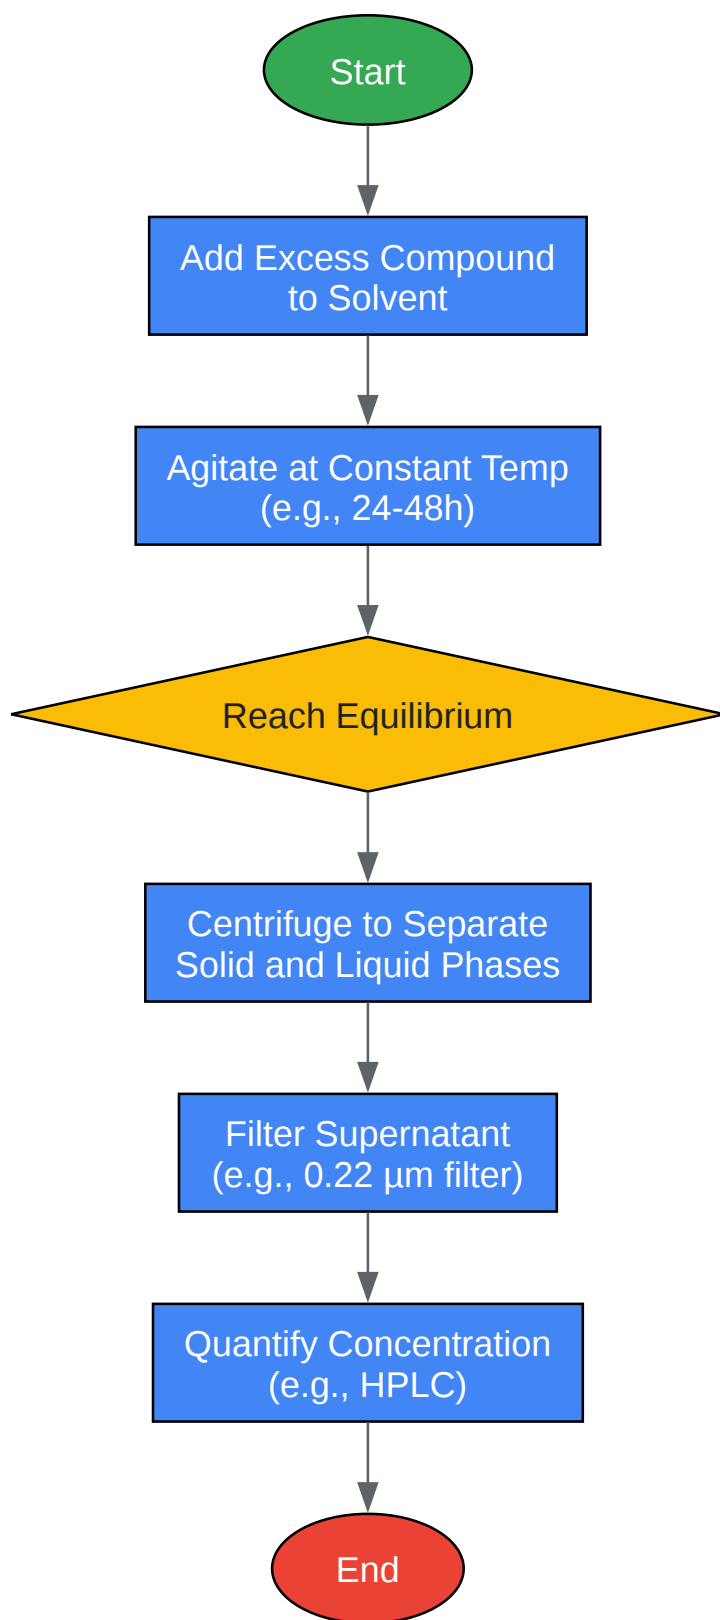 Start
Add Excess Compound
to Solvent
Agitate at Constant Temp
(e.g., 24-48h)
Reach Equilibrium
Centrifuge to Separate
Solid and Liquid Phases
Filter Supernatant
(e.g., 0.22 µm filter)
Quantify Concentration
(e.g., HPLC)
End